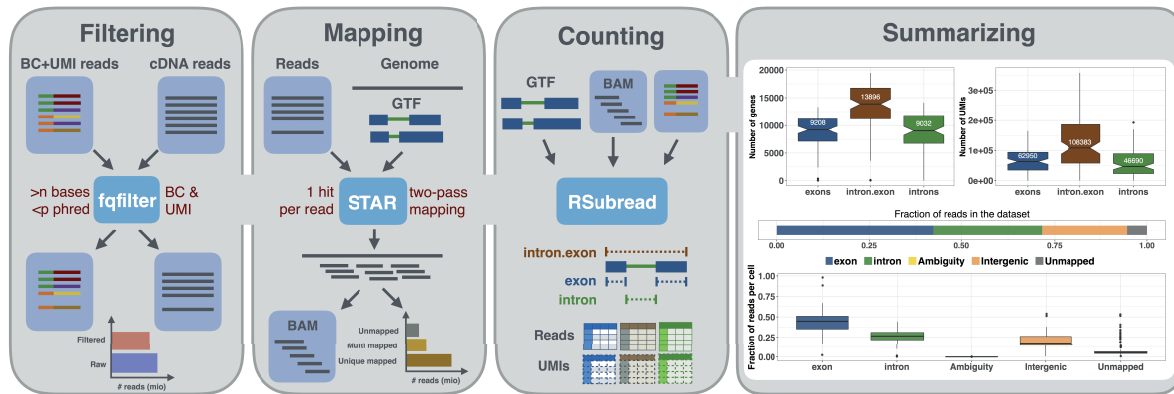 Filtering
BC+UMI reads
cDNA reads
>n bases
<p phred
fqfilter
BC &
UMI
Filtered
Raw
# reads (mio)
Mapping
Reads
Genome
GTF
1 hit
per read
STAR
two-pass
mapping
BAM
Unmapped
Multi mapped
Unique mapped
# reads (mio)
Counting
GTF
BAM
RSubread
intron.exon
exon
intron
Reads
UMIs
Summarizing
Number of genes
20000
15000
10000
5000
0
9208
13896
9032
exons
intron.exon
introns
Number of UMIs
3e+05
2e+05
1e+05
0e+00
62950
108383
46690
exons
intron.exon
introns
Fraction of reads in the dataset
0.00
0.25
0.50
0.75
1.00
exon
intron
Ambiguity
Intergenic
Unmapped
Fraction of reads per cell
1.00
0.75
0.50
0.25
0.00
exon
intron
Ambiguity
Intergenic
Unmapped